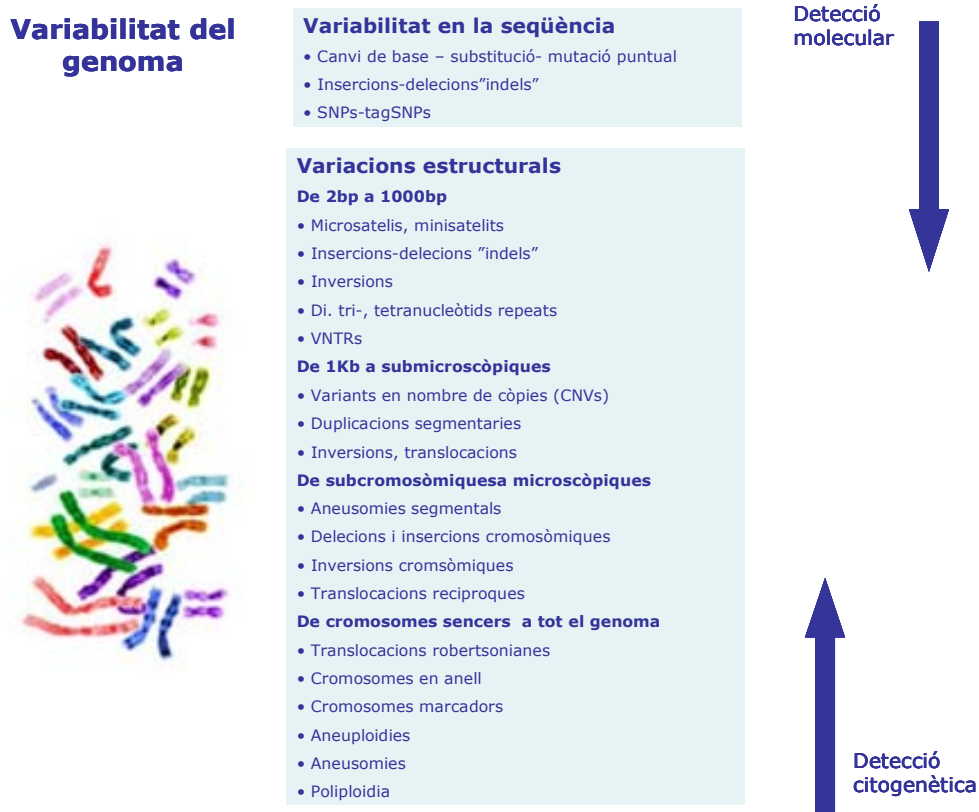 Variabilitat del
genoma
Variabilitat en la seqüència
• Canvi de base – substitució- mutació puntual
• Insercions-delecions”indels”
• SNPs-tagSNPs
Variacions estructurals
De 2bp a 1000bp
• Microsatelis, minisatelits
• Insercions-delecions ”indels”
• Inversions
• Di. tri-, tetranucleòtids repeats
• VNTRs
De 1Kb a submicroscòpiques
• Variants en nombre de còpies (CNVs)
• Duplicacions segmentaries
• Inversions, translocacions
De subcromosòmiquesa microscòpiques
• Aneusomies segmentals
• Delecions i insercions cromosòmiques
• Inversions cromsòmiques
• Translocacions reciproques
De cromosomes sencers  a tot el genoma
• Translocacions robertsonianes
• Cromosomes en anell
• Cromosomes marcadors
• Aneuploidies
• Aneusomies
• Poliploidia
Detecció
molecular
Detecció
citogenètica